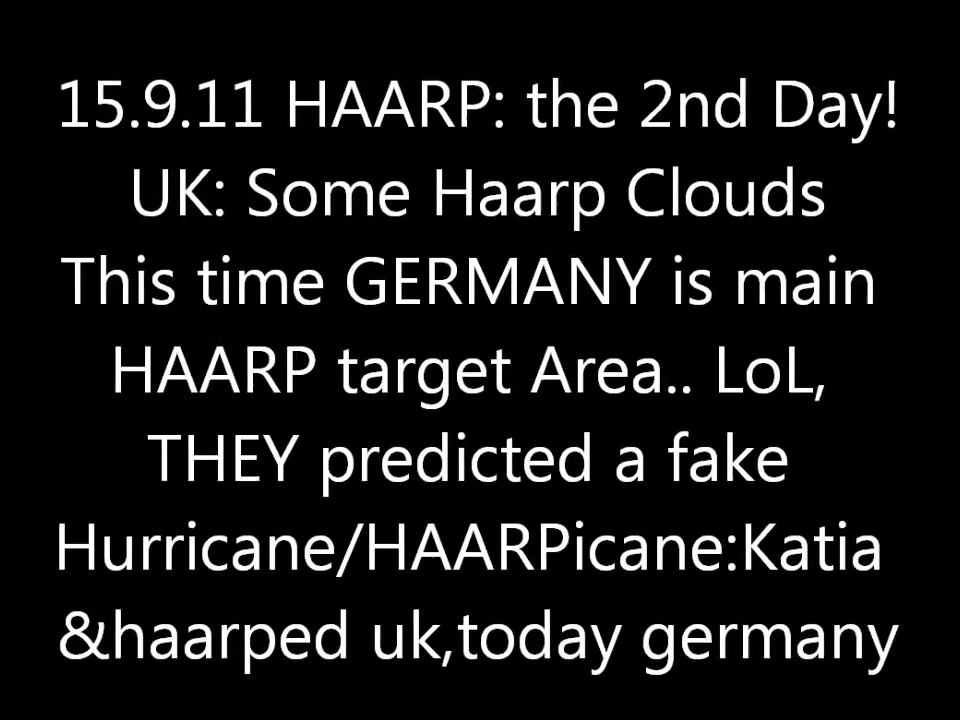 15.9.11 HAARP: the 2nd Day!
UK: Some Haarp Clouds
This time GERMANY is main
HAARP target Area.. LoL,
THEY predicted a fake
Hurricane/HAARPicane:Katia
&haarped uk,today germany